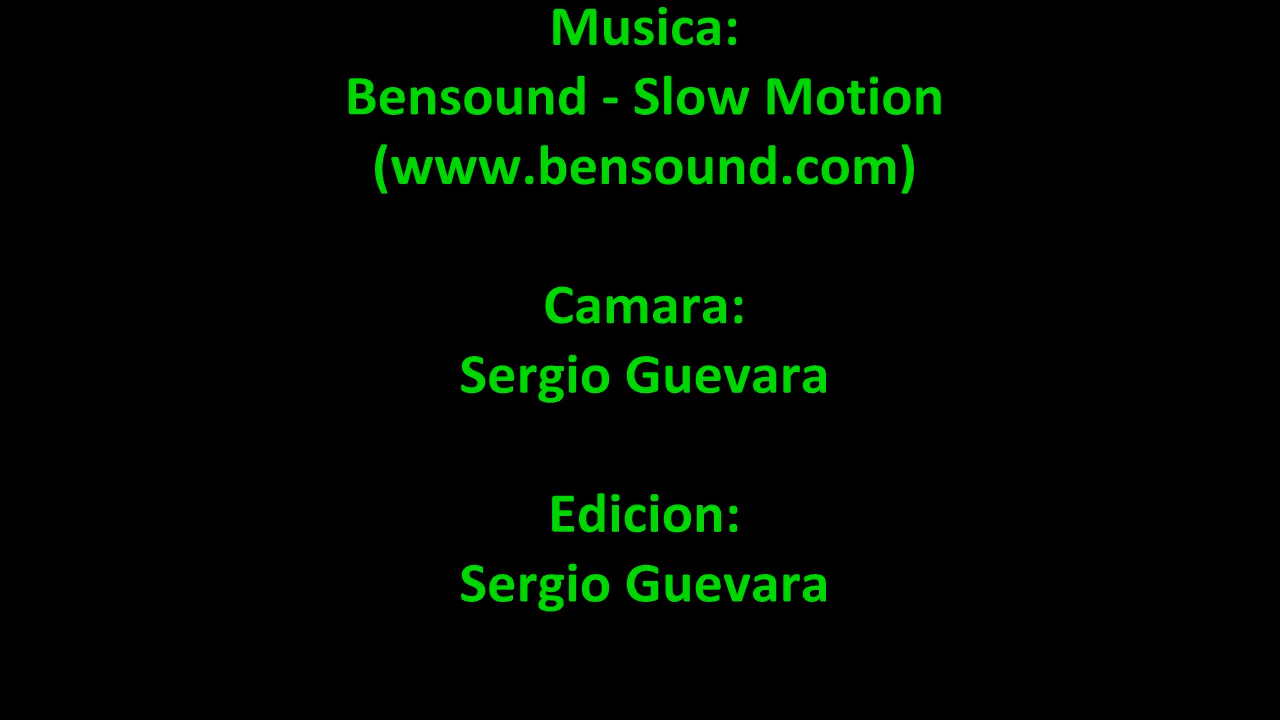 Musica:
Bensound - Slow Motion
(www.bensound.com)
Camara:
Sergio Guevara
Edicion:
Sergio Guevara